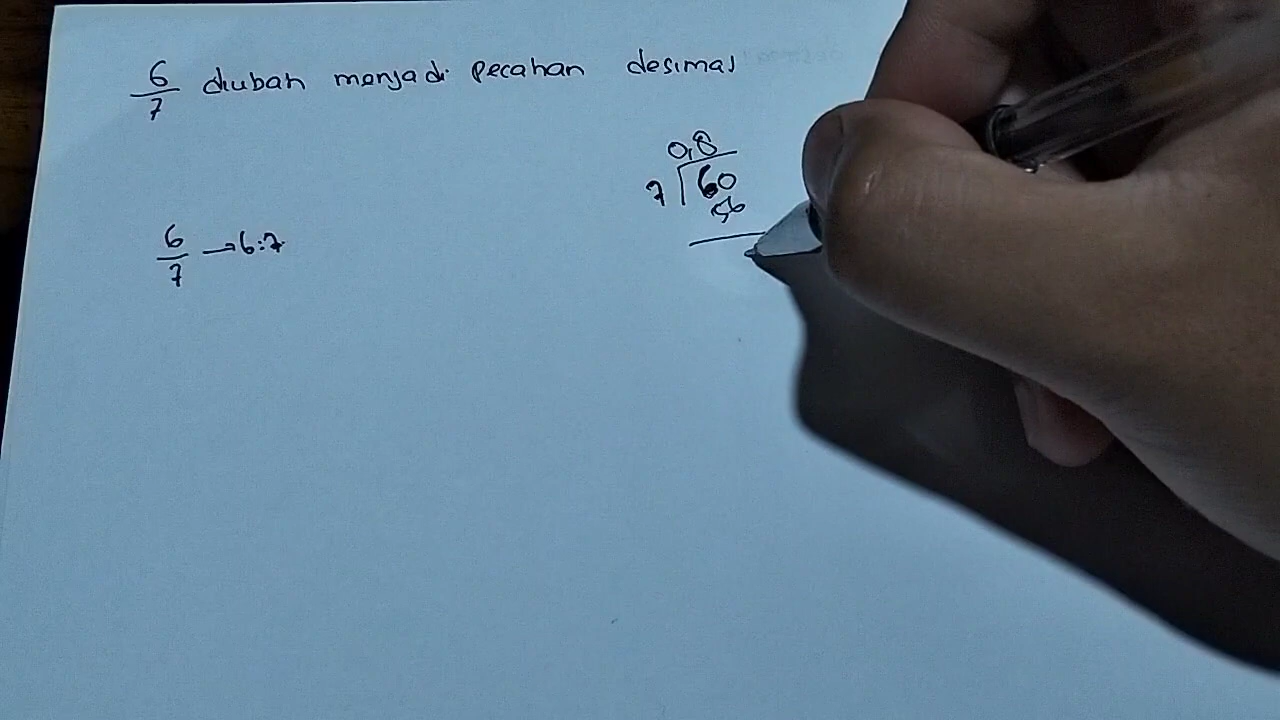 6/7 diubah menjadi pecahan desimal
0,8
7 60
56
6/7 → 6:7